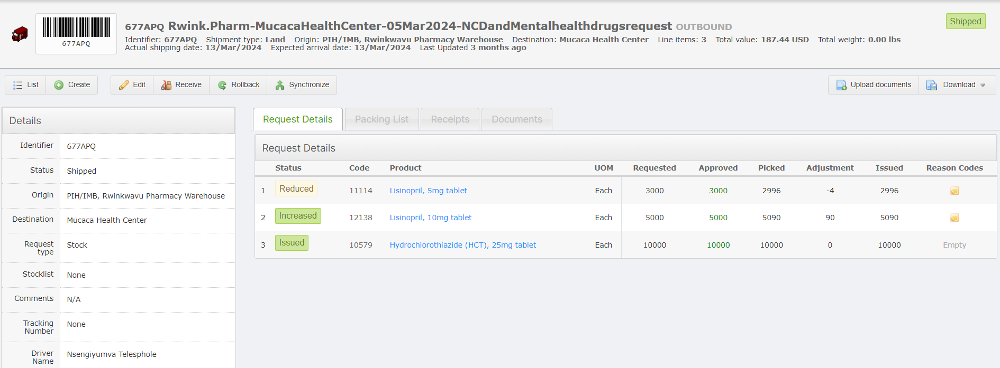 677APQ Rwink.Pharm-MucacaHealthCenter-05Mar2024-NCDandMentalhealthdrugsrequest OUTBOUND
Shipped
677APQ
Identifier: 677APQ Shipment type: Land Origin: PIH/IMB, Rwinkwavu Pharmacy Warehouse Destination: Mucaca Health Center Line items: 3 Total value: 187.44 USD Total weight: 0.00 lbs
Actual shipping date: 13/Mar/2024 Expected arrival date: 13/Mar/2024 Last Updated 3 months ago
List Create Edit Receive Rollback Synchronize Upload documents Download
Details
Identifier 677APQ
Status Shipped
Origin PIH/IMB, Rwinkwavu Pharmacy Warehouse
Destination Mucaca Health Center
Request type Stock
Stocklist None
Comments N/A
Tracking Number None
Driver Name Nsengiyumva Telesphole
Request Details Packing List Receipts Documents
Request Details
Status Code Product UOM Requested Approved Picked Adjustment Issued Reason Codes
1 Reduced 11114 Lisinopril, 5mg tablet Each 3000 3000 2996 -4 2996
2 Increased 12138 Lisinopril, 10mg tablet Each 5000 5000 5090 90 5090
3 Issued 10579 Hydrochlorothiazide (HCT), 25mg tablet Each 10000 10000 10000 0 10000 Empty